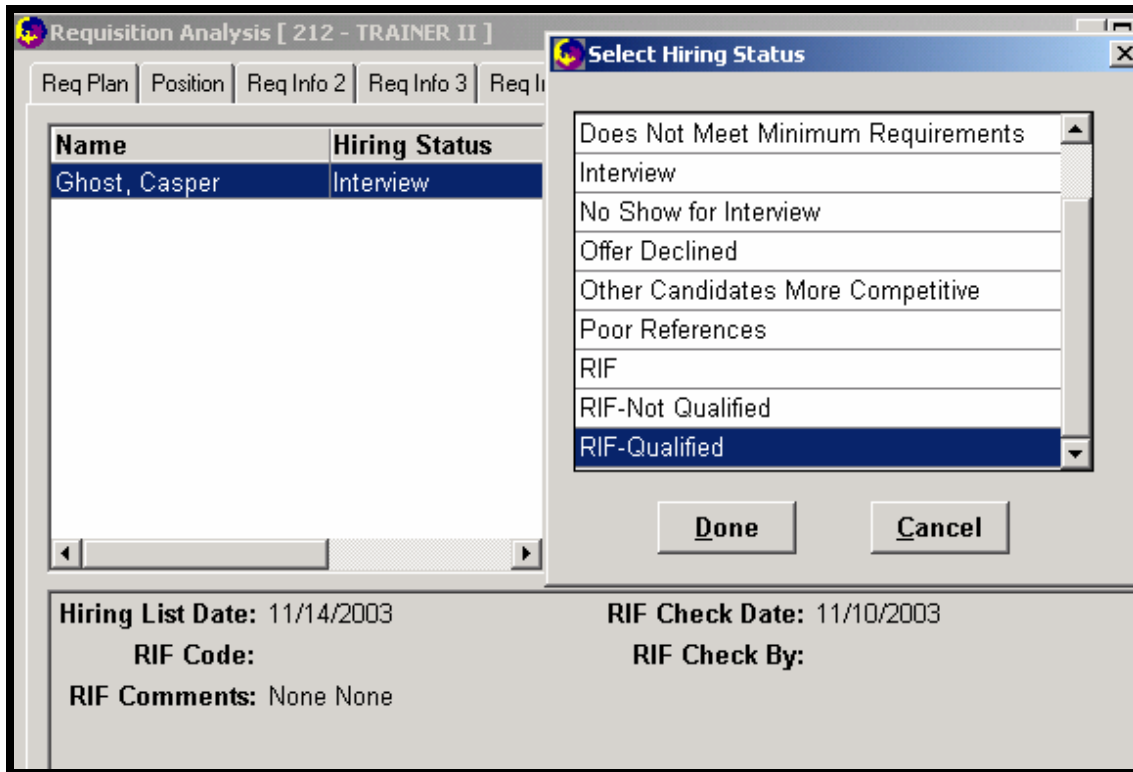 Requisition Analysis [ 212 - TRAINER II ]
Req Plan Position Req Info 2 Req Info 3
Name Hiring Status
Ghost, Casper Interview
Select Hiring Status
Does Not Meet Minimum Requirements
Interview
No Show for Interview
Offer Declined
Other Candidates More Competitive
Poor References
RIF
RIF-Not Qualified
RIF-Qualified
Done Cancel
Hiring List Date: 11/14/2003 RIF Check Date: 11/10/2003
RIF Code: RIF Check By:
RIF Comments: None None